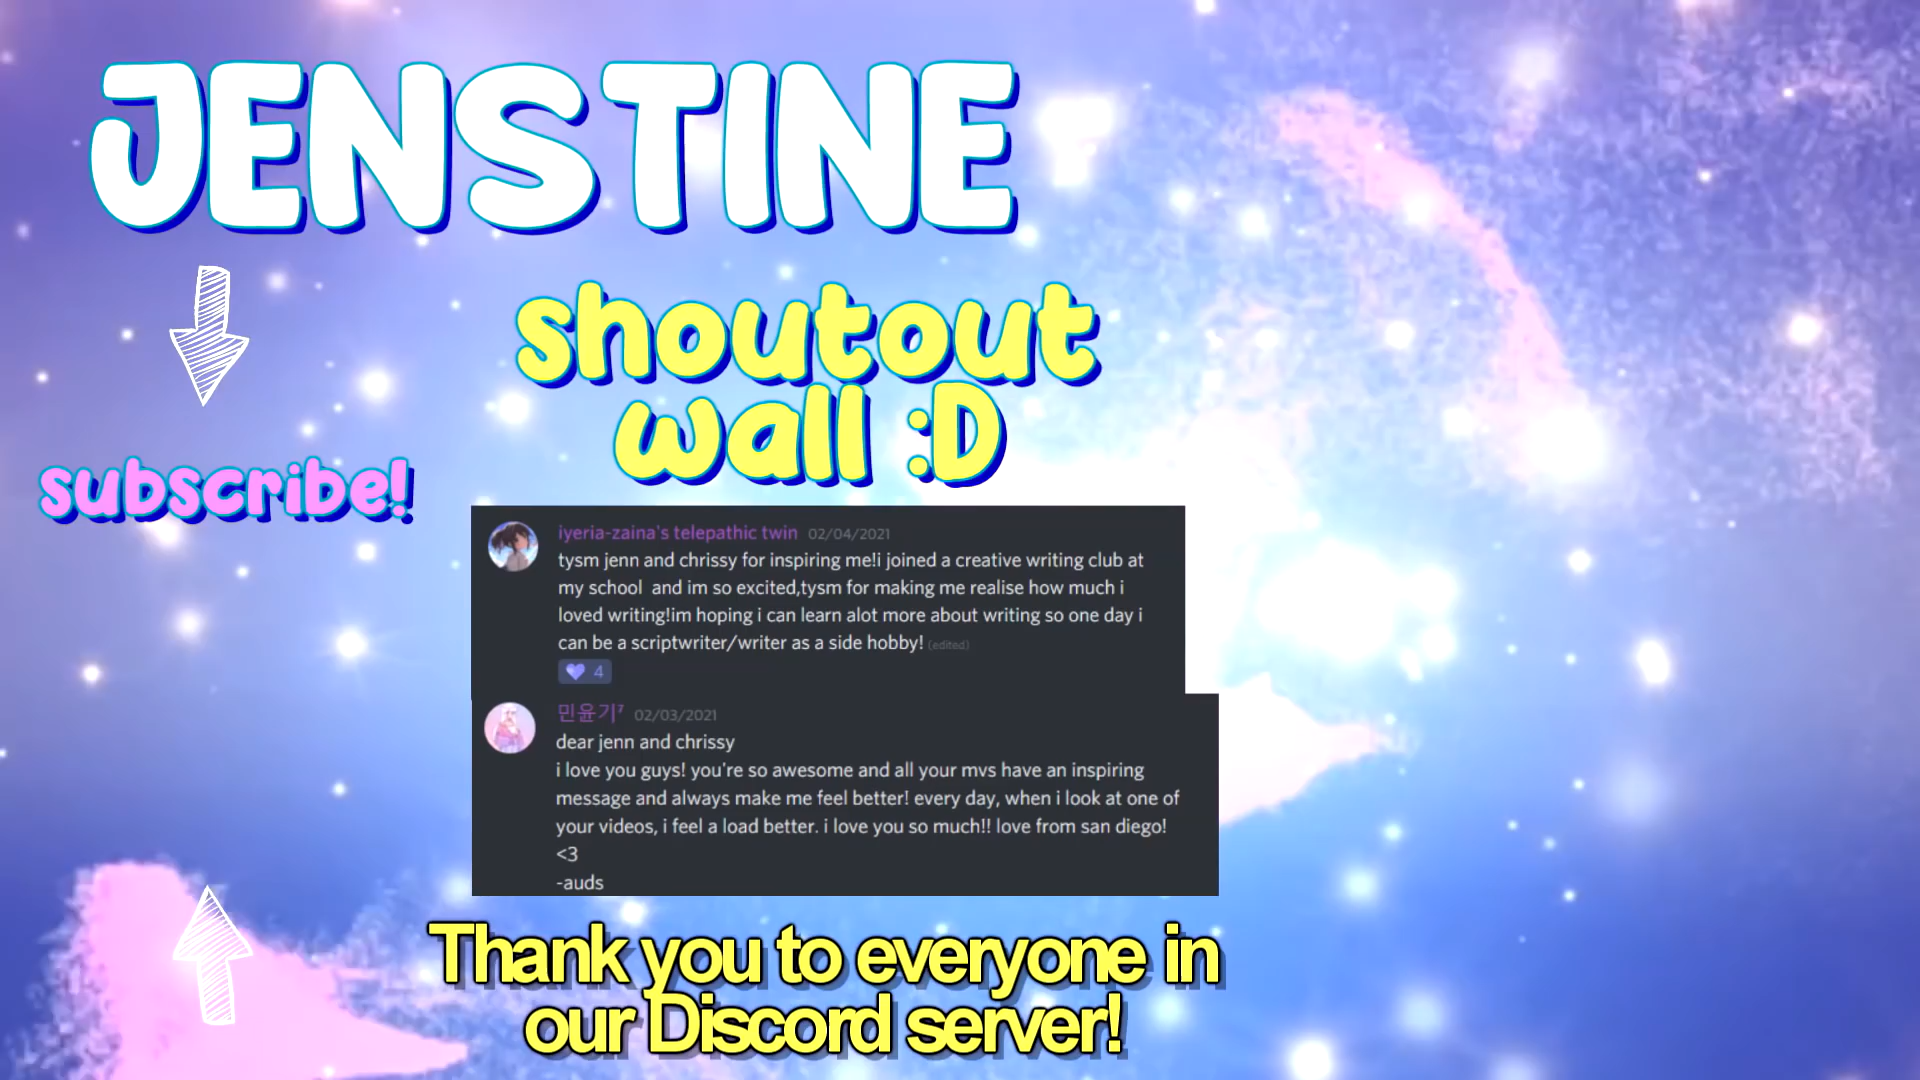 JENSTINE
subscribe!
shoutout
wall :D
iyeria-zaina's telepathic twin 02/04/2021
tysm jenn and chrissy for inspiring me!i joined a creative writing club at
my school  and im so excited,tysm for making me realise how much i
loved writing!im hoping i can learn alot more about writing so one day i
can be a scriptwriter/writer as a side hobby! (edited)
4
민윤기⁷ 02/03/2021
dear jenn and chrissy
i love you guys! you're so awesome and all your mvs have an inspiring
message and always make me feel better! every day, when i look at one of
your videos, i feel a load better. i love you so much!! love from san diego!
<3
-auds
Thank you to everyone in
our Discord server!